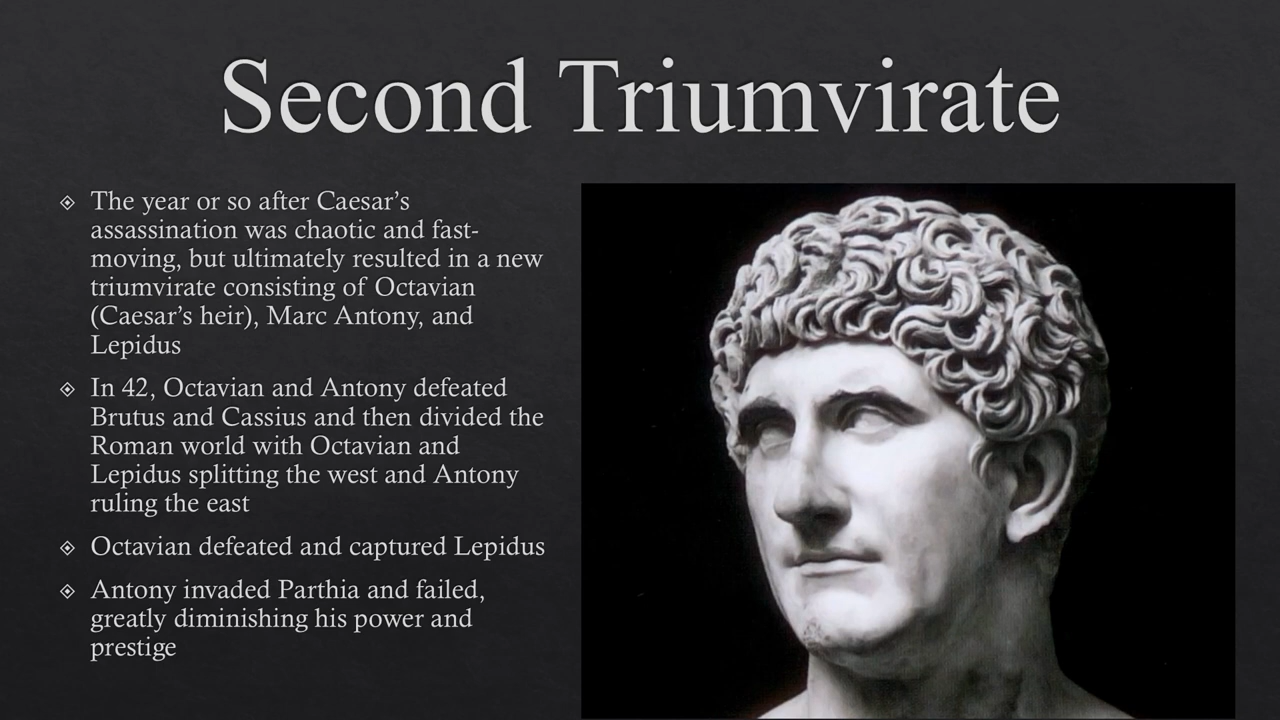 Second Triumvirate
The year or so after Caesar’s
assassination was chaotic and fast-
moving, but ultimately resulted in a new
triumvirate consisting of Octavian
(Caesar’s heir), Marc Antony, and
Lepidus
In 42, Octavian and Antony defeated
Brutus and Cassius and then divided the
Roman world with Octavian and
Lepidus splitting the west and Antony
ruling the east
Octavian defeated and captured Lepidus
Antony invaded Parthia and failed,
greatly diminishing his power and
prestige